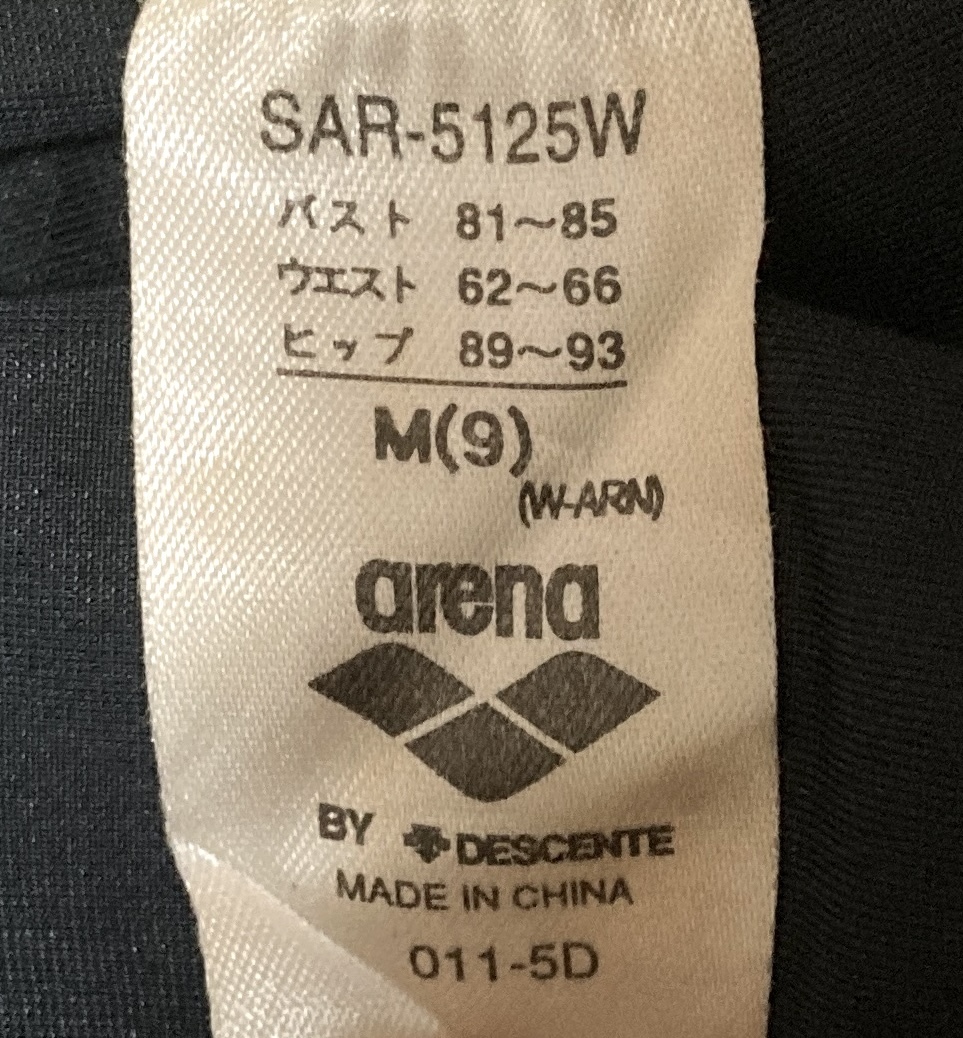 SAR-5125W
バスト 81～85
ウエスト 62～66
ヒップ 89～93
M(9)
(W-ARN)
arena
BY DESCENTE
MADE IN CHINA
011-5D